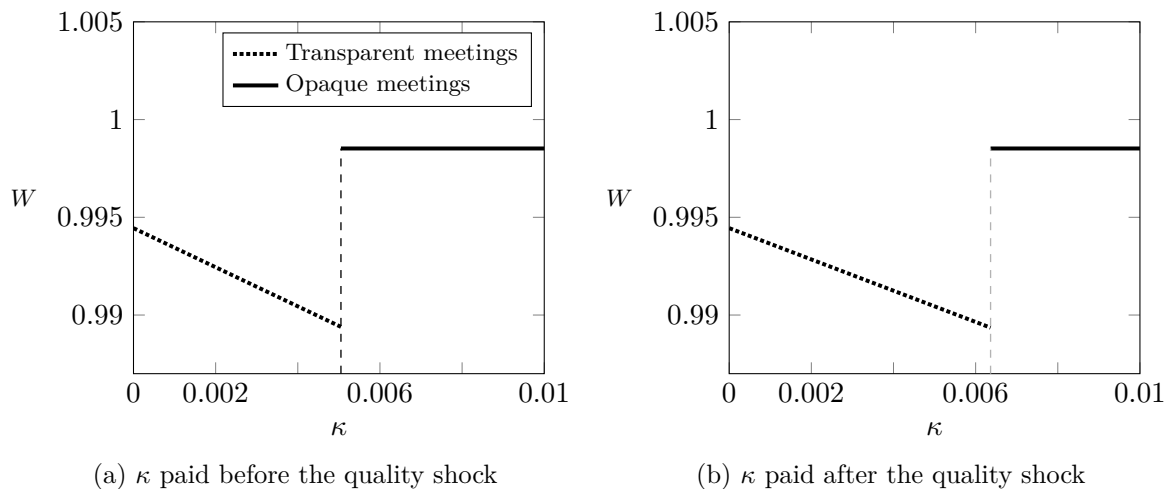 1.005
1
0.995
0.99
W
Transparent meetings
Opaque meetings
0
0.002
0.006
0.01
κ
(a) κ paid before the quality shock
1.005
1
0.995
0.99
W
0
0.002
0.006
0.01
κ
(b) κ paid after the quality shock